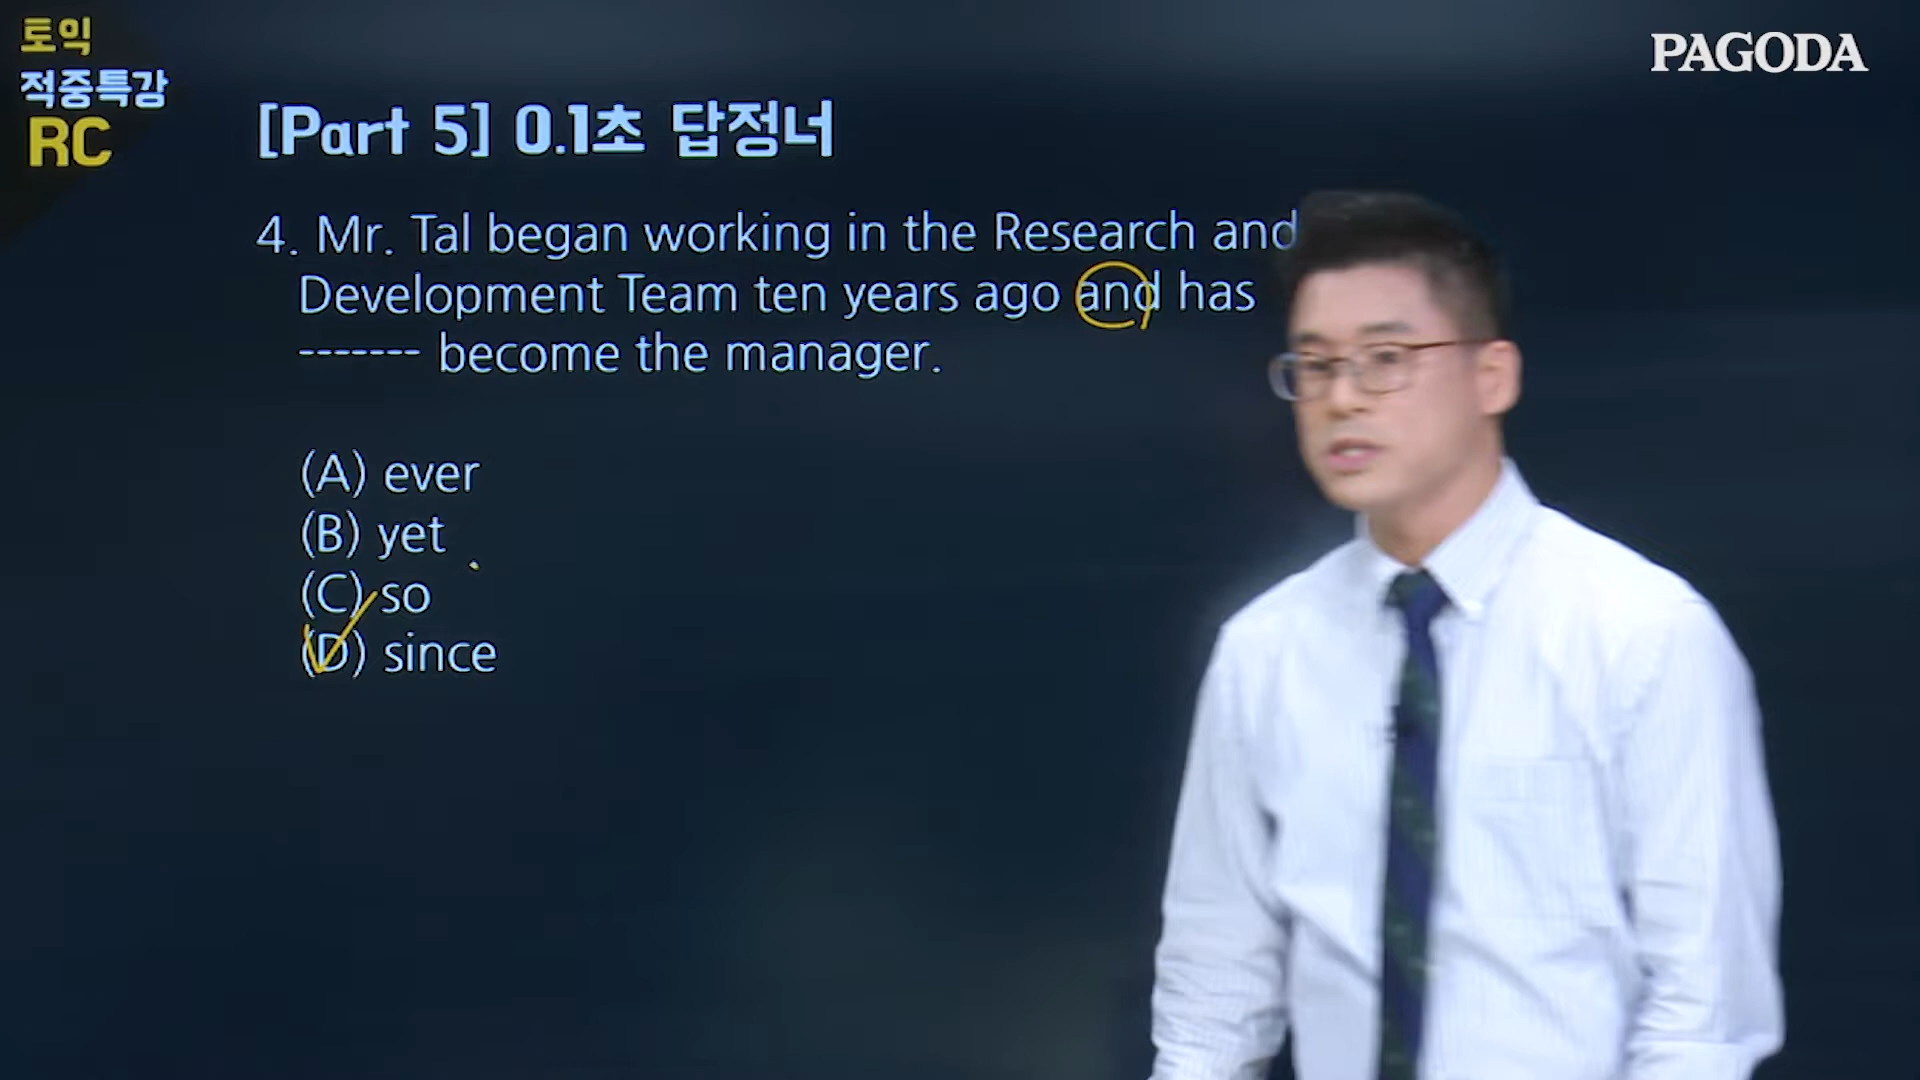 토익
적중특강
RC
PAGODA
[Part 5] 0.1초 답정너
4. Mr. Tal began working in the Research and
Development Team ten years ago and has
------- become the manager.
(A) ever
(B) yet
(C) so
(D) since